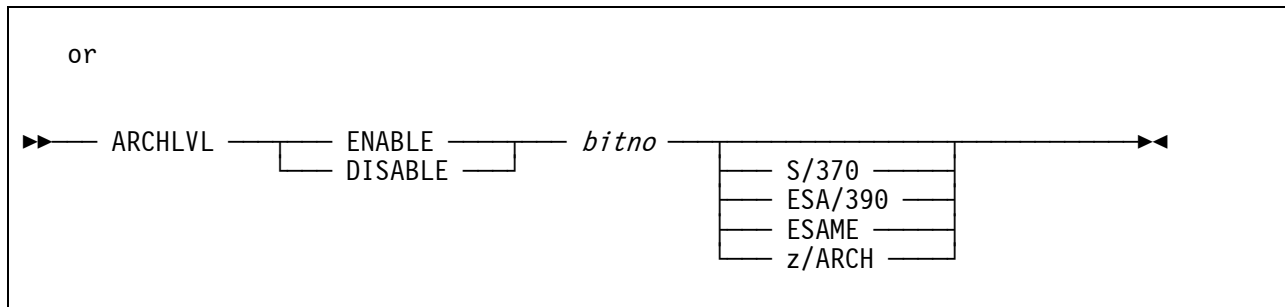 or
ARCHLVL ENABLE bitno
DISABLE S/370
ESA/390
ESAME
z/ARCH